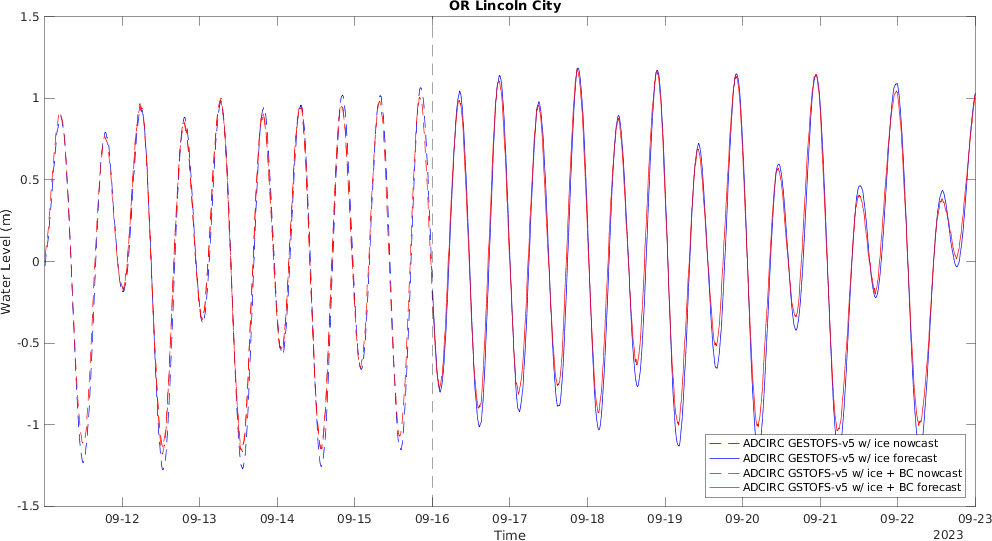 OR Lincoln City
Water Level (m)
1.5
1
0.5
0
-0.5
-1
-1.5
ADCIRC GESTOFS-v5 w/ ice nowcast
ADCIRC GESTOFS-v5 w/ ice forecast
ADCIRC GSTOFS-v5 w/ ice + BC nowcast
ADCIRC GSTOFS-v5 w/ ice + BC forecast
09-12 09-13 09-14 09-15 09-16 09-17 09-18 09-19 09-20 09-21 09-22 09-23
Time
2023